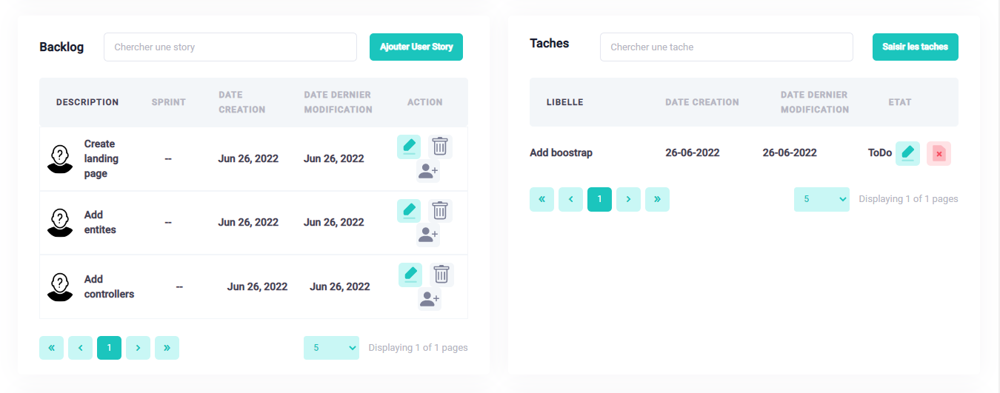 Backlog
Chercher une story
Ajouter User Story
DESCRIPTION
SPRINT
DATE
CREATION
DATE DERNIER
MODIFICATION
ACTION
Create
landing
page
--
Jun 26, 2022
Jun 26, 2022
Add
entites
--
Jun 26, 2022
Jun 26, 2022
Add
controllers
--
Jun 26, 2022
Jun 26, 2022
« ‹ 1 › »
5
Displaying 1 of 1 pages
Taches
Chercher une tache
Saisir les taches
LIBELLE
DATE CREATION
DATE DERNIER
MODIFICATION
ETAT
Add boostrap
26-06-2022
26-06-2022
ToDo
« ‹ 1 › »
5
Displaying 1 of 1 pages